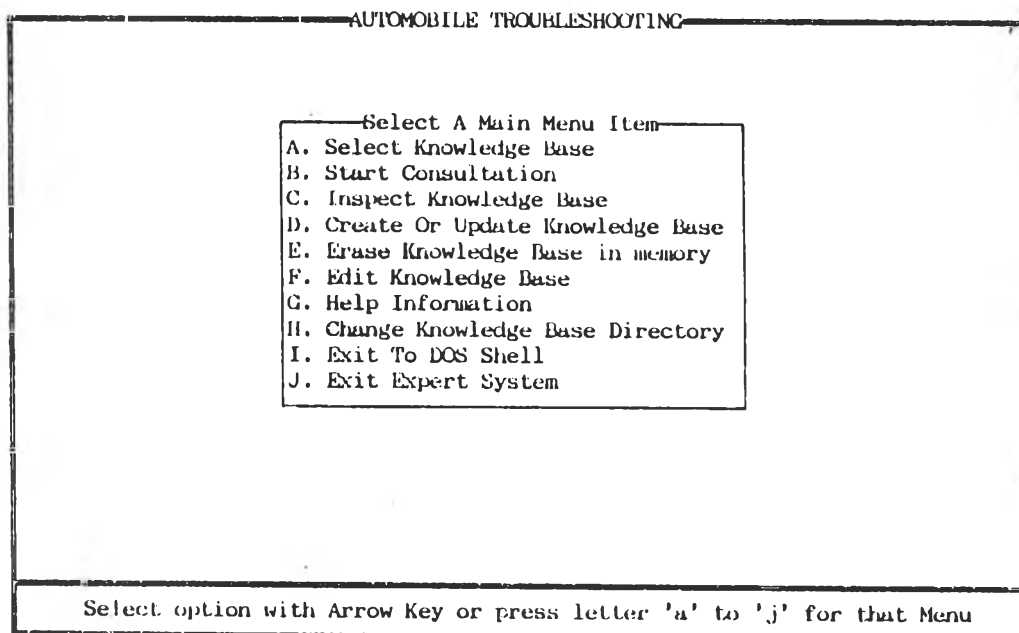 AUTOMOBILE TROUBLESHOOTING
Select A Main Menu Item
A. Select Knowledge Base
B. Start Consultation
C. Inspect Knowledge Base
D. Create Or Update Knowledge Base
E. Erase Knowledge Base in memory
F. Edit Knowledge Base
G. Help Information
H. Change Knowledge Base Directory
I. Exit To DOS Shell
J. Exit Expert System
Select option with Arrow Key or press letter 'a' to 'j' for that Menu